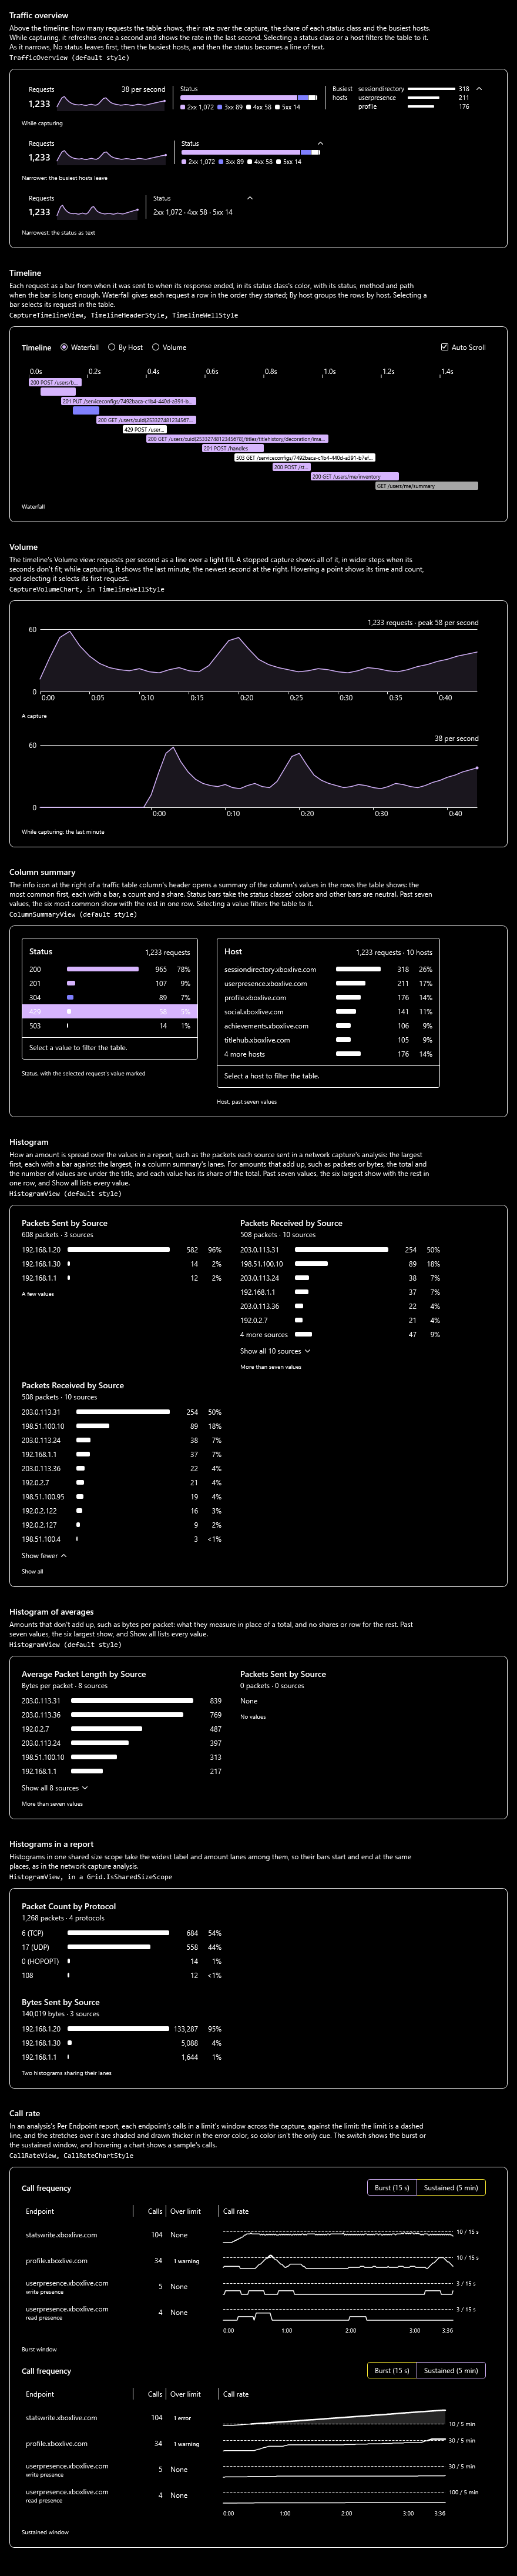 Traffic overview
Above the timeline: how many requests the table shows, their rate over the capture, the share of each status class and the busiest hosts.
While capturing, it refreshes once a second and shows the rate in the last second. Selecting a status class or a host filters the table to it.
As it narrows, No status leaves first, then the busiest hosts, and then the status becomes a line of text.
TrafficOverview (default style)
Requests 38 per second Status Busiest hosts sessiondirectory 318
1,233 userpresence 211
2xx 1,072 3xx 89 4xx 58 5xx 14 profile 176
While capturing
Requests Status
1,233
2xx 1,072 3xx 89 4xx 58 5xx 14
Narrower: the busiest hosts leave
Requests Status
1,233 2xx 1,072 · 4xx 58 · 5xx 14
Narrowest: the status as text
Timeline
Each request as a bar from when it was sent to when its response ended, in its status class's color, with its status, method and path
when the bar is long enough. Waterfall gives each request a row in the order they started; By Host groups the rows by host. Selecting a
bar selects its request in the table.
CaptureTimelineView, TimelineHeaderStyle, TimelineWellStyle
Timeline Waterfall By Host Volume Auto Scroll
0.0s 0.2s 0.4s 0.6s 0.8s 1.0s 1.2s 1.4s
200 POST /users/b...
201 PUT /serviceconfigs/7492baca-c1b4-440d-a391-b...
200 GET /users/xuid(25332748123456​7...
429 POST /user...
200 GET /users/xuid(2533274812345678)/titles/titlehistory/decoration/ima...
201 POST /handles
503 GET /serviceconfigs/7492baca-c1b4-440d-a391-b7ef...
200 POST /st...
200 GET /users/me/inventory
GET /users/me/summary
Waterfall
Volume
The timeline's Volume view: requests per second as a line over a light fill. A stopped capture shows all of it, in wider steps when its
seconds don't fit; while capturing, it shows the last minute, the newest second at the right. Hovering a point shows its time and count,
and selecting it selects its first request.
CaptureVolumeChart, in TimelineWellStyle
1,233 requests · peak 58 per second
60
0
0:00 0:05 0:10 0:15 0:20 0:25 0:30 0:35 0:40
A capture
38 per second
60
0
0:00 0:10 0:20 0:30 0:40
While capturing: the last minute
Column summary
The info icon at the right of a traffic table column's header opens a summary of the column's values in the rows the table shows: the
most common first, each with a bar, a count and a share. Status bars take the status classes' colors and other bars are neutral. Past seven
values, the six most common show with the rest in one row. Selecting a value filters the table to it.
ColumnSummaryView (default style)
Status 1,233 requests
200 965 78%
201 107 9%
304 89 7%
429 58 5%
503 14 1%
Select a value to filter the table.
Status, with the selected request's value marked
Host 1,233 requests · 10 hosts
sessiondirectory.xboxlive.com 318 26%
userpresence.xboxlive.com 211 17%
profile.xboxlive.com 176 14%
social.xboxlive.com 141 11%
achievements.xboxlive.com 106 9%
titlehub.xboxlive.com 105 9%
4 more hosts 176 14%
Select a host to filter the table.
Host, past seven values
Histogram
How an amount is spread over the values in a report, such as the packets each source sent in a network capture's analysis: the largest
first, each with a bar against the largest, in a column summary's lanes. For amounts that add up, such as packets or bytes, the total and
the number of values are under the title, and each value has its share of the total. Past seven values, the six largest show with the rest in
one row, and Show all lists every value.
HistogramView (default style)
Packets Sent by Source
608 packets · 3 sources
192.168.1.20 582 96%
192.168.1.30 14 2%
192.168.1.1 12 2%
A few values
Packets Received by Source
508 packets · 10 sources
203.0.113.31 254 50%
198.51.100.10 89 18%
203.0.113.24 38 7%
192.168.1.1 37 7%
203.0.113.36 22 4%
192.0.2.7 21 4%
4 more sources 47 9%
Show all 10 sources
More than seven values
Packets Received by Source
508 packets · 10 sources
203.0.113.31 254 50%
198.51.100.10 89 18%
203.0.113.24 38 7%
192.168.1.1 37 7%
203.0.113.36 22 4%
192.0.2.7 21 4%
198.51.100.95 19 4%
192.0.2.122 16 3%
192.0.2.127 9 2%
198.51.100.4 3 <1%
Show fewer
Show all
Histogram of averages
Amounts that don't add up, such as bytes per packet: what they measure in place of a total, and no shares or row for the rest. Past
seven values, the six largest show, and Show all lists every value.
HistogramView (default style)
Average Packet Length by Source
Bytes per packet · 8 sources
203.0.113.31 839
203.0.113.36 769
192.0.2.7 487
203.0.113.24 397
198.51.100.10 313
192.168.1.1 217
Show all 8 sources
More than seven values
Packets Sent by Source
0 packets · 0 sources
None
No values
Histograms in a report
Histograms in one shared size scope take the widest label and amount lanes among them, so their bars start and end at the same
places, as in the network capture analysis.
HistogramView, in a Grid.IsSharedSizeScope
Packet Count by Protocol
1,268 packets · 4 protocols
6 (TCP) 684 54%
17 (UDP) 558 44%
0 (HOPOPT) 14 1%
108 12 <1%
Bytes Sent by Source
140,019 bytes · 3 sources
192.168.1.20 133,287 95%
192.168.1.30 5,088 4%
192.168.1.1 1,644 1%
Two histograms sharing their lanes
Call rate
In an analysis's Per Endpoint report, each endpoint's calls in a limit's window across the capture, against the limit: the limit is a dashed
line, and the stretches over it are shaded and drawn thicker in the error color, so color isn't the only cue. The switch shows the burst or
the sustained window, and hovering a chart shows a sample's calls.
CallRateView, CallRateChartStyle
Call frequency Burst (15 s) Sustained (5 min)
Endpoint Calls Over limit Call rate
statswrite.xboxlive.com 104 None 10 / 15 s
profile.xboxlive.com 34 1 warning 10 / 15 s
userpresence.xboxlive.com 5 None 3 / 15 s
write presence
userpresence.xboxlive.com 4 None 3 / 15 s
read presence
0:00 1:00 2:00 3:00 3:36
Burst window
Call frequency Burst (15 s) Sustained (5 min)
Endpoint Calls Over limit Call rate
statswrite.xboxlive.com 104 1 error 10 / 5 min
profile.xboxlive.com 34 1 warning 30 / 5 min
userpresence.xboxlive.com 5 None 30 / 5 min
write presence
userpresence.xboxlive.com 4 None 100 / 5 min
read presence
0:00 1:00 2:00 3:00 3:36
Sustained window